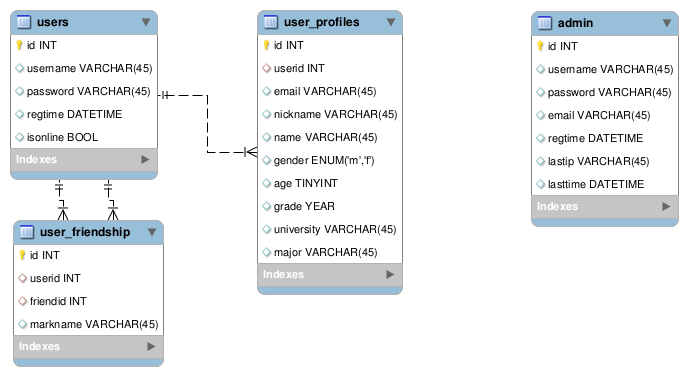 users
id INT
username VARCHAR(45)
password VARCHAR(45)
regtime DATETIME
isonline BOOL
Indexes
user_friendship
id INT
userid INT
friendid INT
markname VARCHAR(45)
Indexes
user_profiles
id INT
userid INT
email VARCHAR(45)
nickname VARCHAR(45)
name VARCHAR(45)
gender ENUM('m','f')
age TINYINT
grade YEAR
university VARCHAR(45)
major VARCHAR(45)
Indexes
admin
id INT
username VARCHAR(45)
password VARCHAR(45)
email VARCHAR(45)
regtime DATETIME
lastip VARCHAR(45)
lasttime DATETIME
Indexes